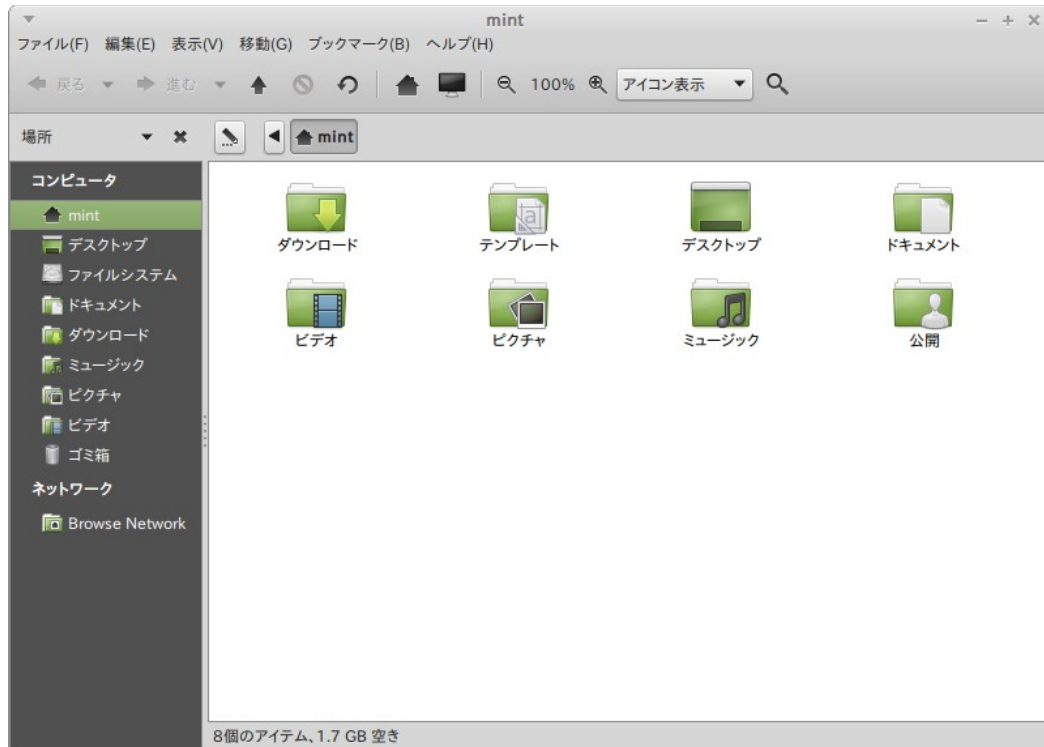 mint
ファイル(F) 編集(E) 表示(V) 移動(G) ブックマーク(B) ヘルプ(H)
戻る 進む 100% アイコン表示
場所 mint
コンピュータ
mint
デスクトップ
ファイルシステム
ドキュメント
ダウンロード
ミュージック
ピクチャ
ビデオ
ゴミ箱
ネットワーク
Browse Network
ダウンロード テンプレート デスクトップ ドキュメント
ビデオ ピクチャ ミュージック 公開
8個のアイテム、1.7 GB 空き